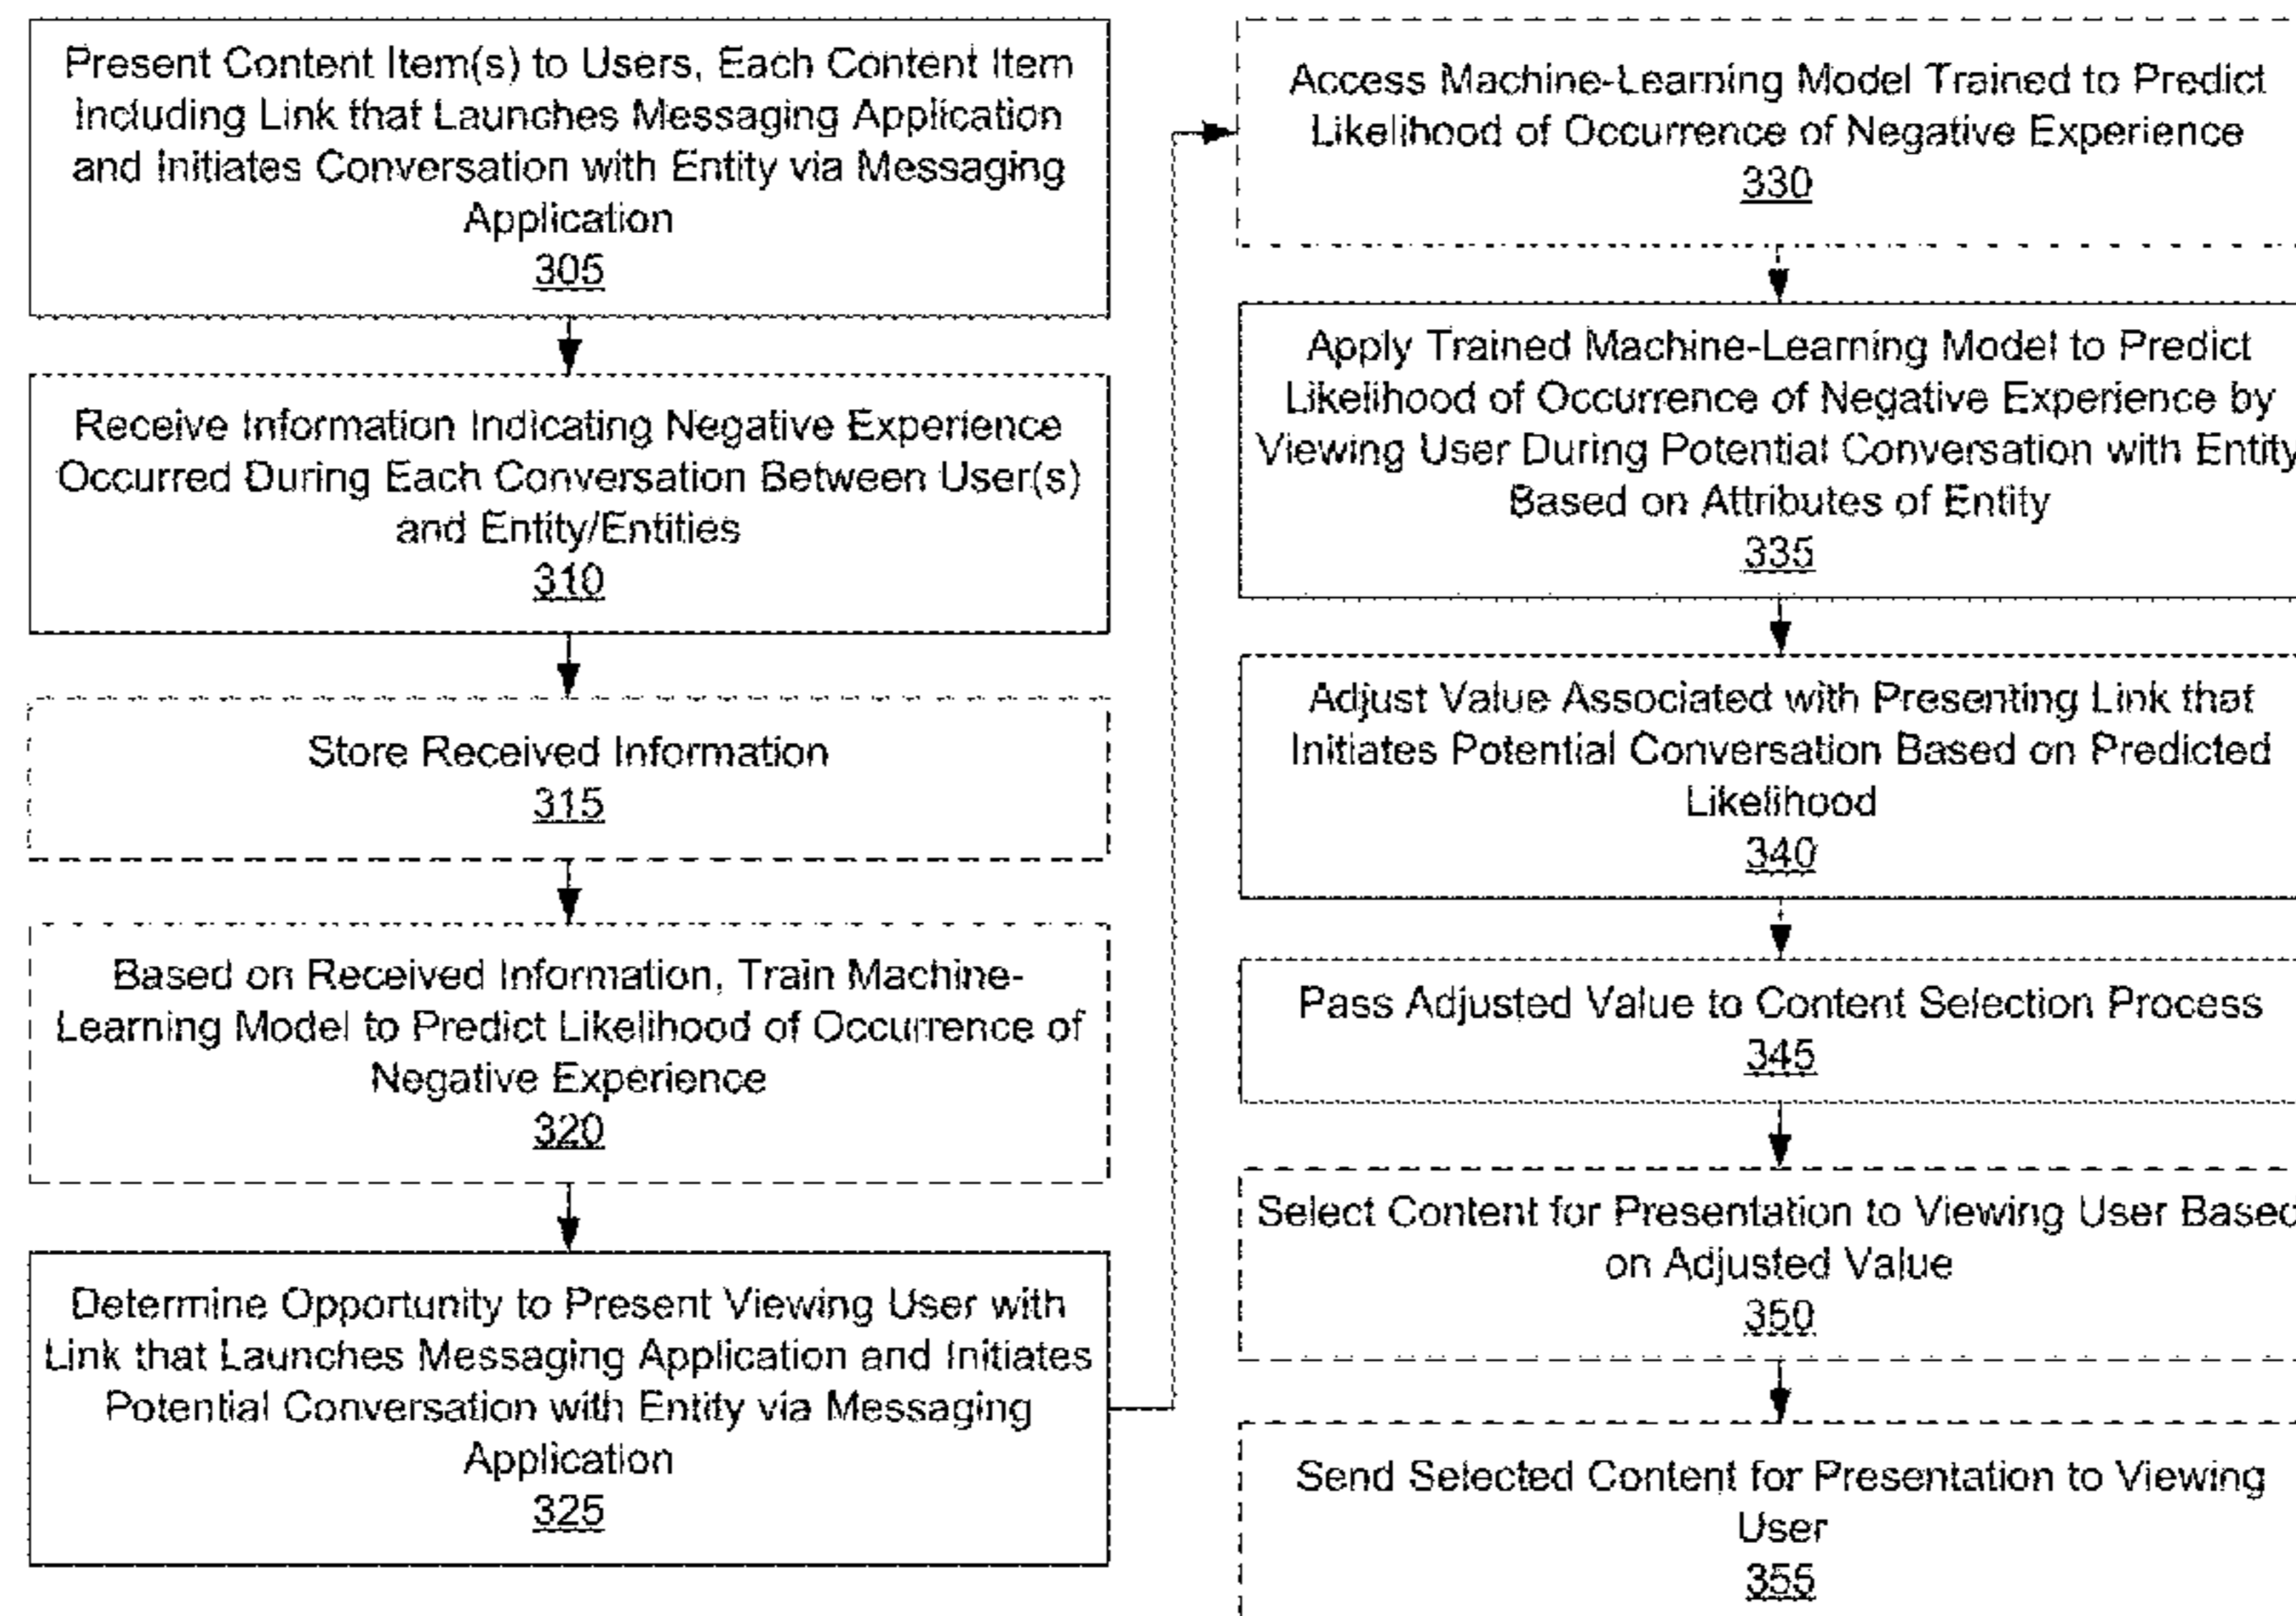 Present Content Item(s) to Users, Each Content Item
Including Link that Launches Messaging Application
and Initiates Conversation with Entity via Messaging
Application
305
Receive Information Indicating Negative Experience
Occurred During Each Conversation Between User(s)
and Entity/Entities
310
Store Received Information
315
Based on Received Information, Train Machine-
Learning Model to Predict Likelihood of Occurrence of
Negative Experience
320
Determine Opportunity to Present Viewing User with
Link that Launches Messaging Application and Initiates
Potential Conversation with Entity via Messaging
Application
325
Access Machine-Learning Model Trained to Predict
Likelihood of Occurrence of Negative Experience
330
Apply Trained Machine-Learning Model to Predict
Likelihood of Occurrence of Negative Experience by
Viewing User During Potential Conversation with Entity
Based on Attributes of Entity
335
Adjust Value Associated with Presenting Link that
Initiates Potential Conversation Based on Predicted
Likelihood
340
Pass Adjusted Value to Content Selection Process
345
Select Content for Presentation to Viewing User Based
on Adjusted Value
350
Send Selected Content for Presentation to Viewing
User
355